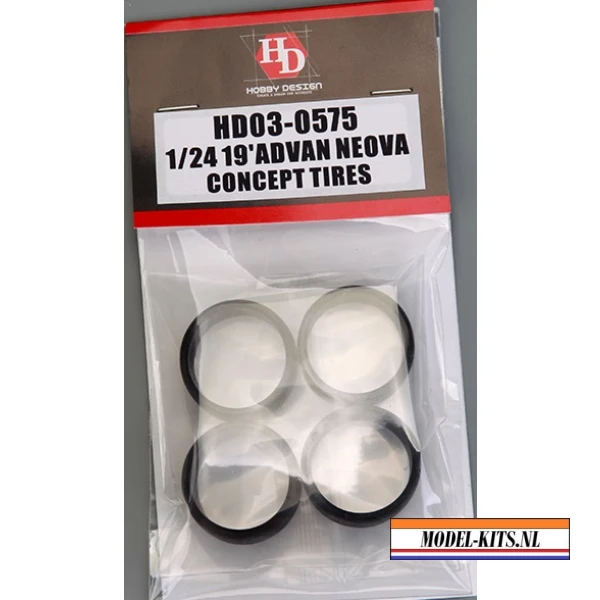 HD
HOBBY DESIGN
HD03-0575
1/24 19'ADVAN NEOVA
CONCEPT TIRES
MODEL-KITS.NL